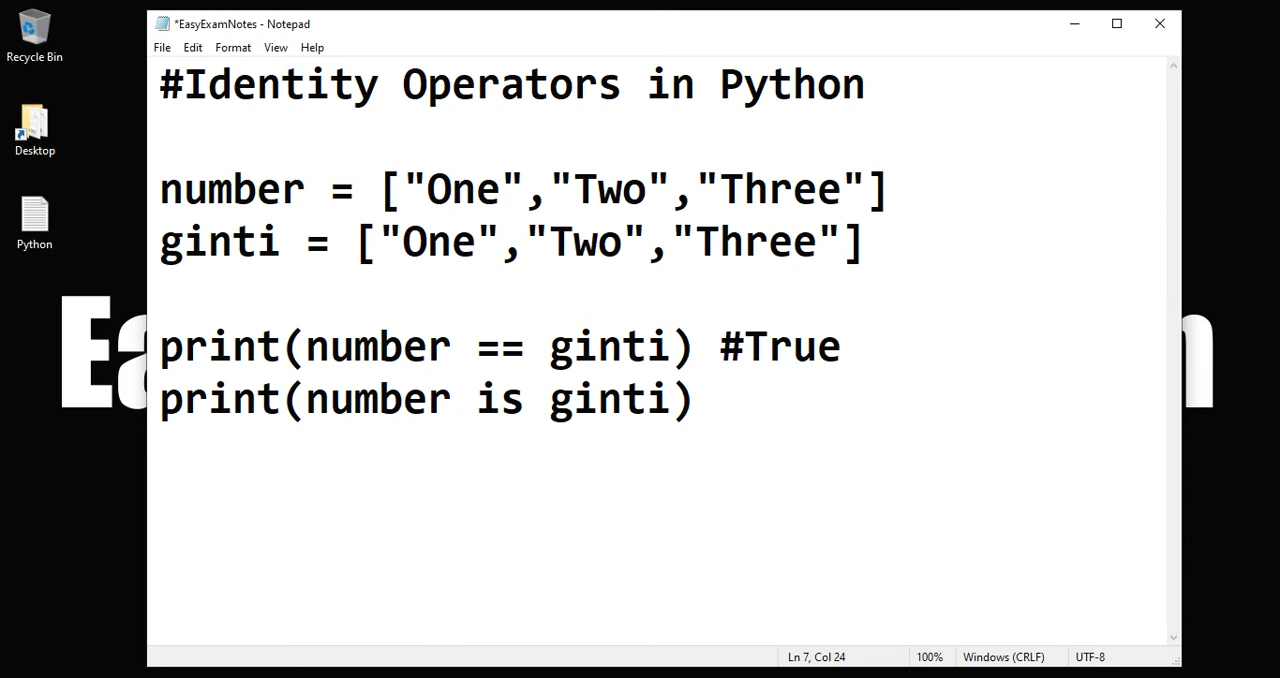 *EasyExamNotes - Notepad
File Edit Format View Help
Recycle Bin
Desktop
Python
#Identity Operators in Python
number = ["One","Two","Three"]
ginti = ["One","Two","Three"]
print(number == ginti) #True
print(number is ginti)
Ea
n
Ln 7, Col 24 100% Windows (CRLF) UTF-8